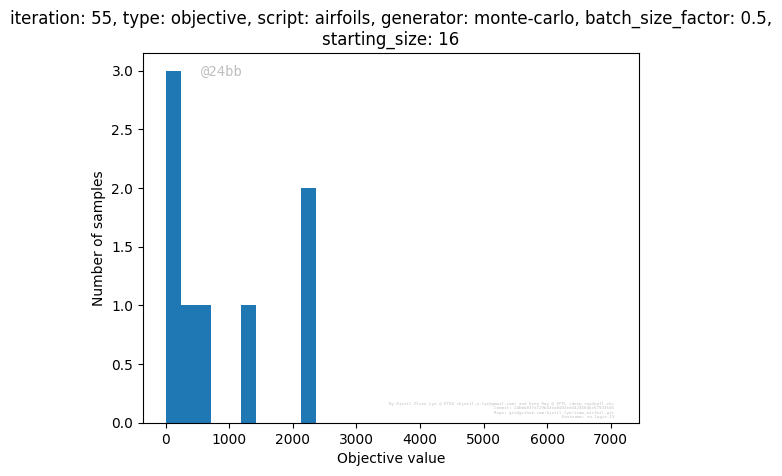 iteration: 55, type: objective, script: airfoils, generator: monte-carlo, batch_size_factor: 0.5,
starting_size: 16
@24bb
3.0
2.5
2.0
1.5
1.0
0.5
0.0
Number of samples
0 1000 2000 3000 4000 5000 6000 7000
Objective value